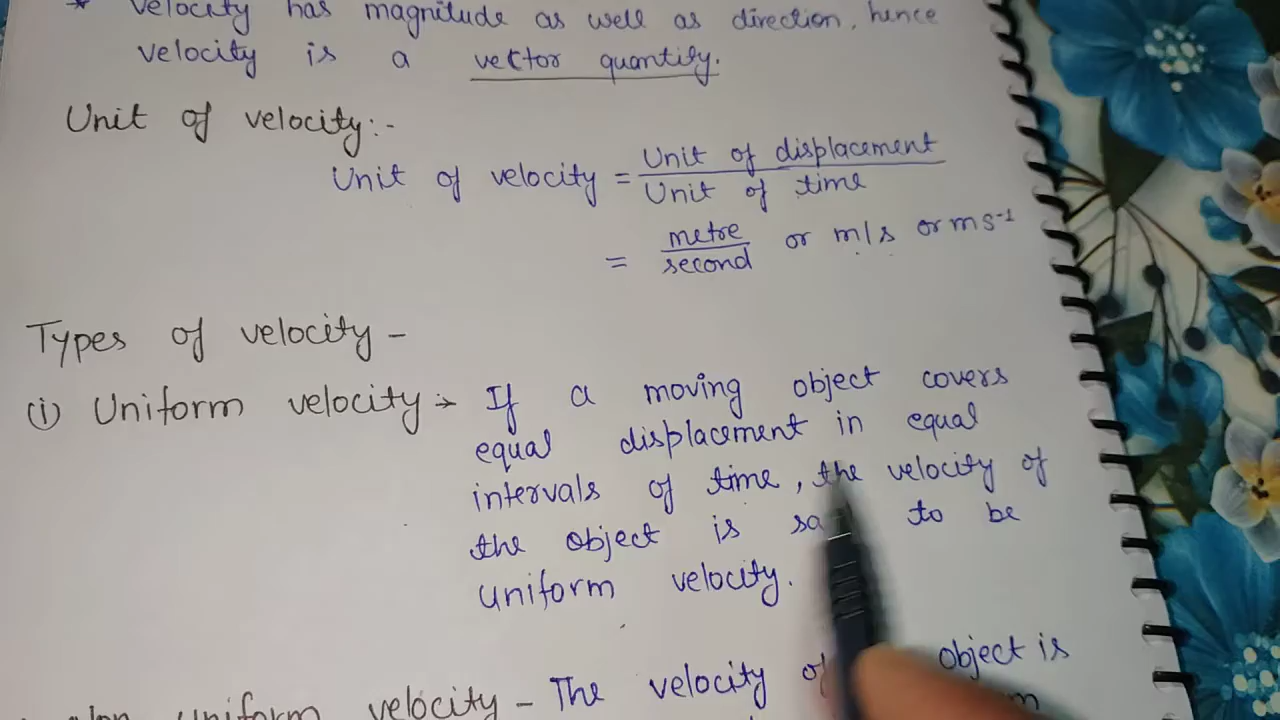 * Velocity has magnitude as well as direction, hence
velocity is a vector quantity.
Unit of velocity:-
Unit of velocity = Unit of displacement
Unit of time
= metre
second or m/s or ms⁻¹
Types of velocity -
(i) Uniform velocity :- If a moving object covers
equal displacement in equal
intervals of time, the velocity of
the object is to be
uniform velocity.
uniform velocity - The velocity object is